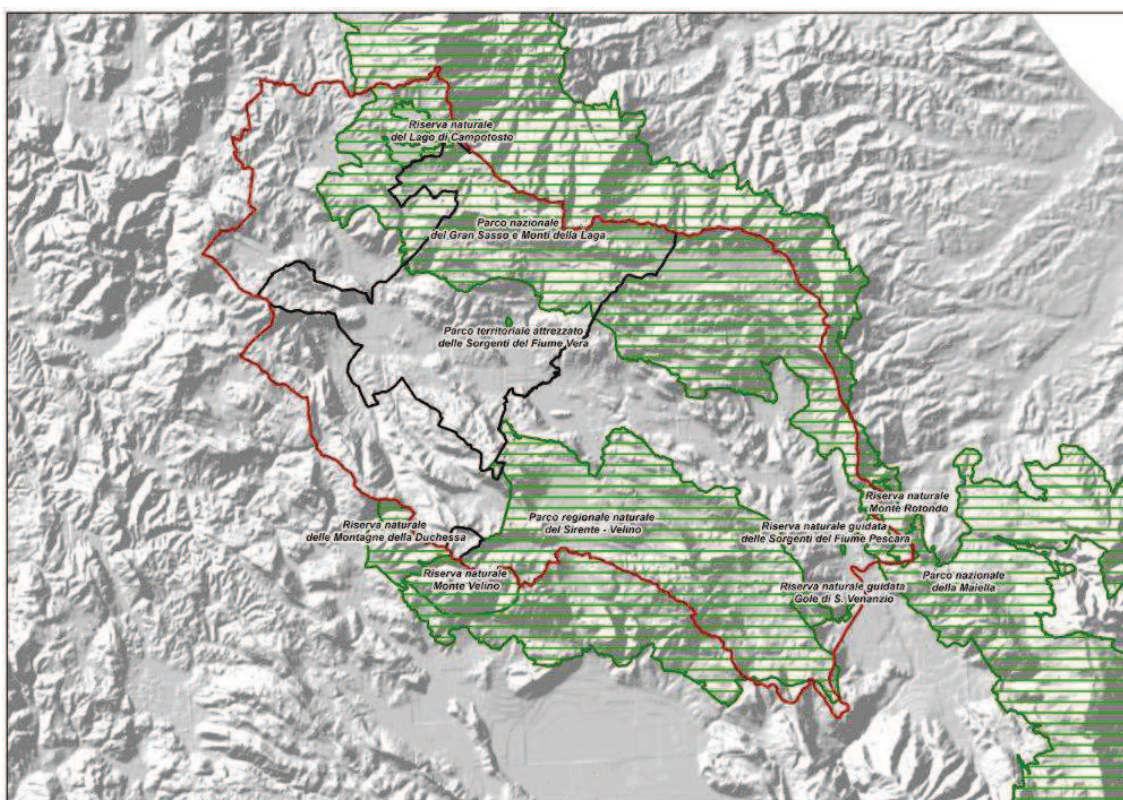 Riserva naturale
del Lago di Campotosto
Parco nazionale
del Gran Sasso e Monti della Laga
Parco territoriale attrezzato
delle Sorgenti del Fiume Vera
Riserva naturale
Monte Rotondo
Riserva naturale
delle Montagne della Duchessa
Parco regionale naturale
del Sirente - Velino
Riserva naturale guidata
delle Sorgenti del Fiume Pescara
Riserva naturale
Monte Velino
Riserva naturale guidata
Gole di S. Venanzio
Parco nazionale
della Maiella